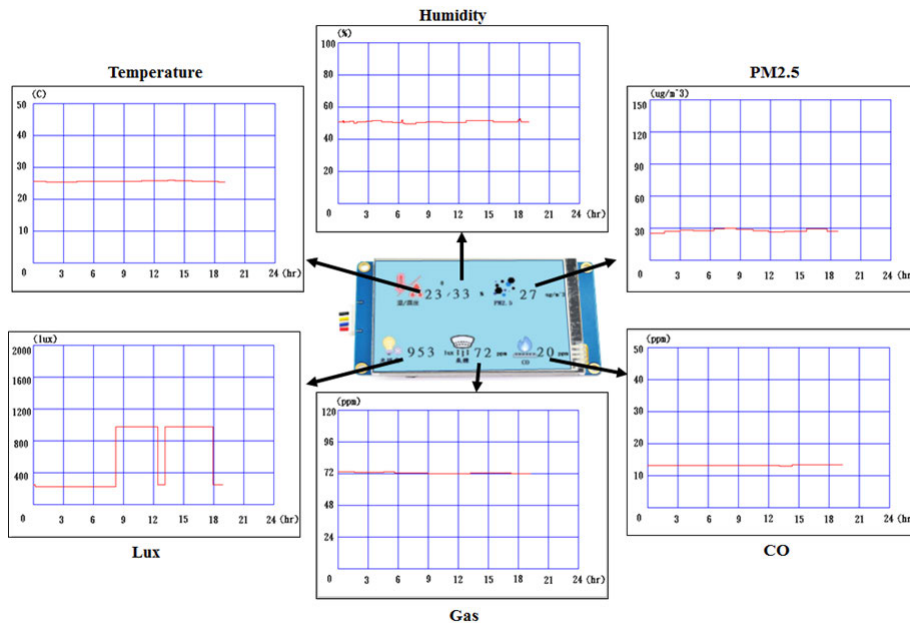 Humidity
(%)
100
80
60
40
20
0 3 6 9 12 15 18 21 24 (hr)
Temperature
(C)
50
40
30
20
10
0 3 6 9 12 15 18 21 24 (hr)
PM2.5
(ug/m^3)
150
120
90
60
30
0 3 6 9 12 15 18 21 24 (hr)
23 / 33 %
PM2.5
27 ug/m^3
953 lux
72 ppm
CO
20 ppm
(lux)
2000
1600
1200
800
400
0 3 6 9 12 15 18 21 24 (hr)
Lux
(ppm)
120
96
72
48
24
0 3 6 9 12 15 18 21 24 (hr)
Gas
(ppm)
50
40
30
20
10
0 3 6 9 12 15 18 21 24 (hr)
CO